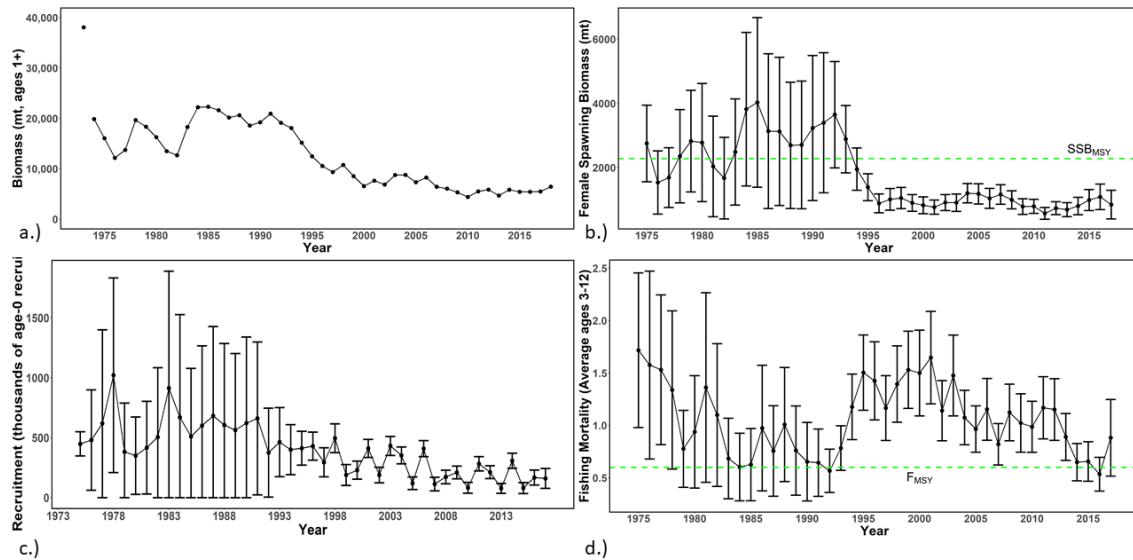 Biomass (mt, ages 1+)
40,000
30,000
20,000
10,000
0
1975 1980 1985 1990 1995 2000 2005 2010 2015
Year
a.)
Female Spawning Biomass (mt)
6000
4000
2000
SSBMSY
1975 1980 1985 1990 1995 2000 2005 2010 2015
Year
b.)
Recruitment (thousands of age-0 recrui
1500
1000
500
0
1973 1978 1983 1988 1993 1998 2003 2008 2013
Year
c.)
Fishing Mortality (Average ages 3-12)
2.5
2.0
1.5
1.0
0.5
FMSY
1975 1980 1985 1990 1995 2000 2005 2010 2015
Year
d.)